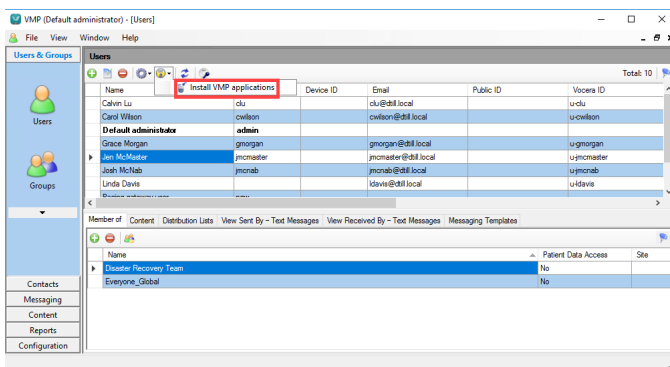 VMP (Default administrator) - [Users]
File View Window Help
Users & Groups
Users
Total: 10
Install VMP applications
Name Device ID Email Public ID Vocera ID
Calvin Lu clu clu@dtill.local u-clu
Carol Wilson cwilson cwilson@dtill.local u-cwilson
Default administrator admin
Grace Morgan gmorgan gmorgan@dtill.local u-gmorgan
Jen McMaster jmcmaster jmcmaster@dtill.local u-jmcmaster
Josh McNab jmcnab jmcnab@dtill.local u-jmcnab
Linda Davis ldavis@dtill.local u-ldavis
Users
Groups
Member of Content Distribution Lists View Sent By – Text Messages View Received By – Text Messages Messaging Templates
Name Patient Data Access Site
Disaster Recovery Team No
Everyone_Global No
Contacts
Messaging
Content
Reports
Configuration